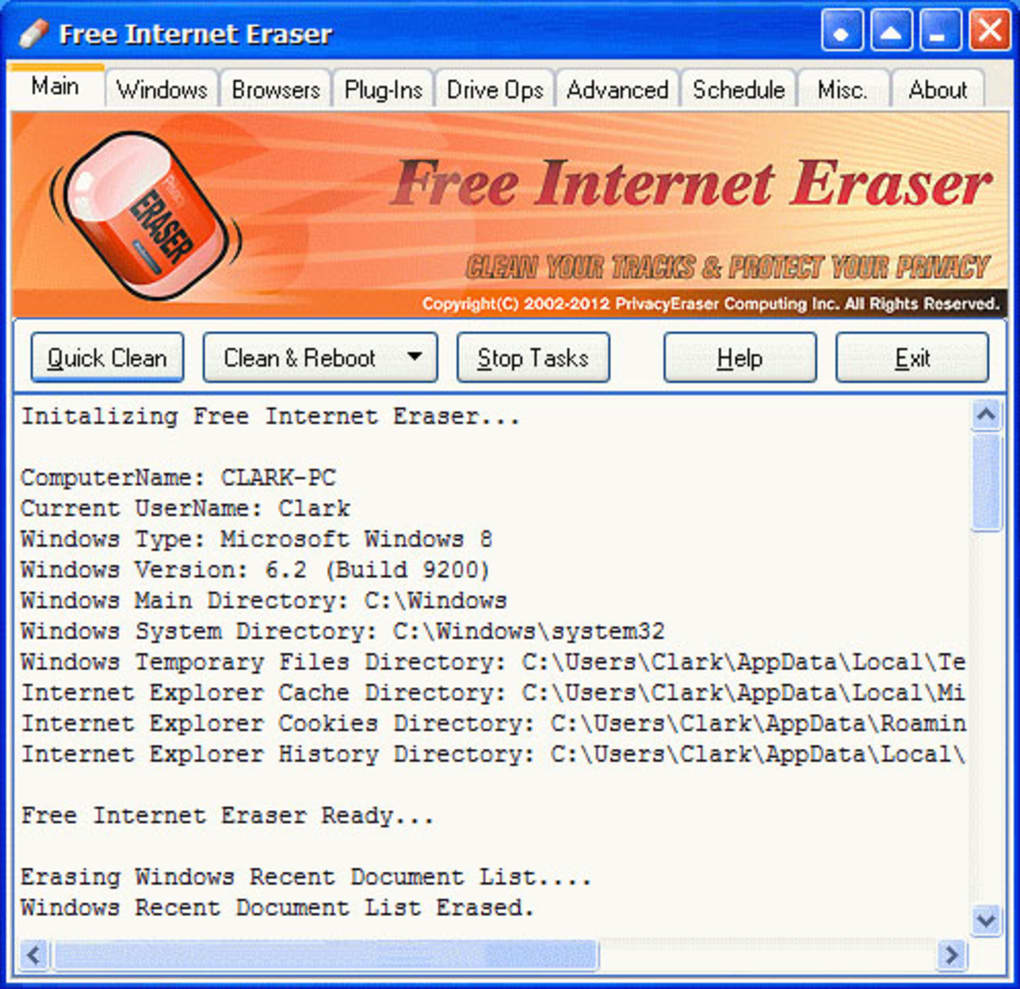 Free Internet Eraser
Main Windows Browsers Plug-Ins Drive Ops Advanced Schedule Misc. About
ERASER
Free Internet Eraser
CLEAN YOUR TRACKS & PROTECT YOUR PRIVACY
Copyright(C) 2002-2012 PrivacyEraser Computing Inc. All Rights Reserved.
Quick Clean Clean & Reboot Stop Tasks Help Exit
Initalizing Free Internet Eraser...
ComputerName: CLARK-PC
Current UserName: Clark
Windows Type: Microsoft Windows 8
Windows Version: 6.2 (Build 9200)
Windows Main Directory: C:\Windows
Windows System Directory: C:\Windows\system32
Windows Temporary Files Directory: C:\Users\Clark\AppData\Local\Te
Internet Explorer Cache Directory: C:\Users\Clark\AppData\Local\Mi
Internet Explorer Cookies Directory: C:\Users\Clark\AppData\Roamin
Internet Explorer History Directory: C:\Users\Clark\AppData\Local\
Free Internet Eraser Ready...
Erasing Windows Recent Document List....
Windows Recent Document List Erased.